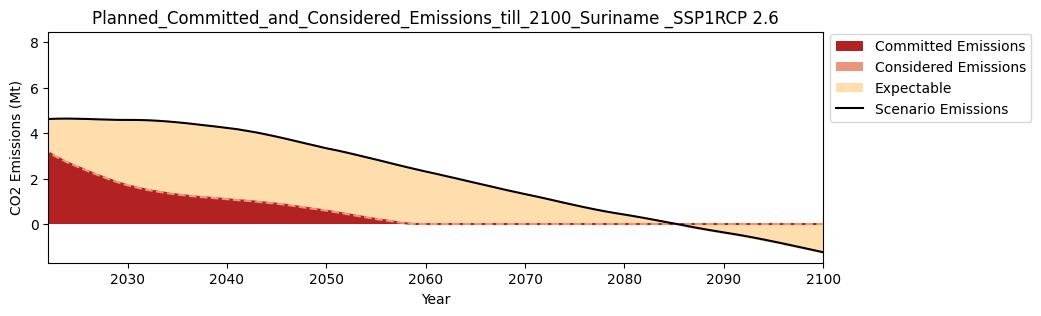 Planned_Committed_and_Considered_Emissions_till_2100_Suriname _SSP1RCP 2.6
8
6
4
2
0
CO2 Emissions (Mt)
2030 2040 2050 2060 2070 2080 2090 2100
Year
Committed Emissions
Considered Emissions
Expectable
Scenario Emissions